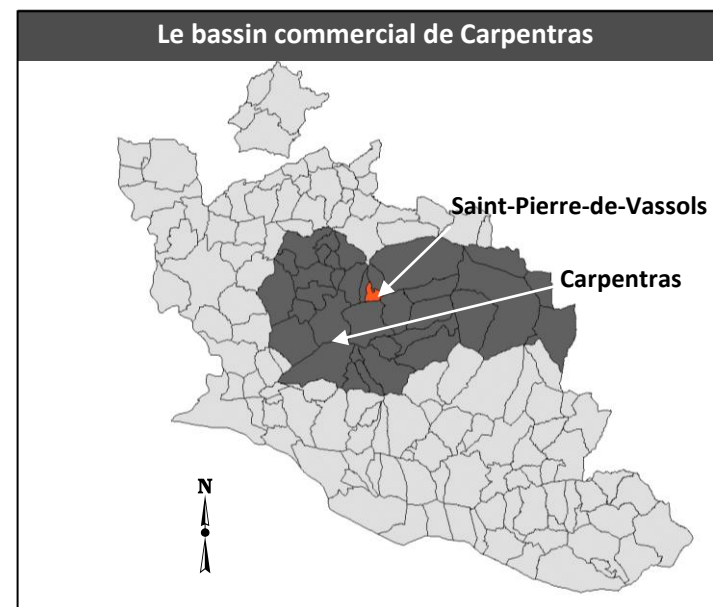 Le bassin commercial de Carpentras
Saint-Pierre-de-Vassols
Carpentras
N